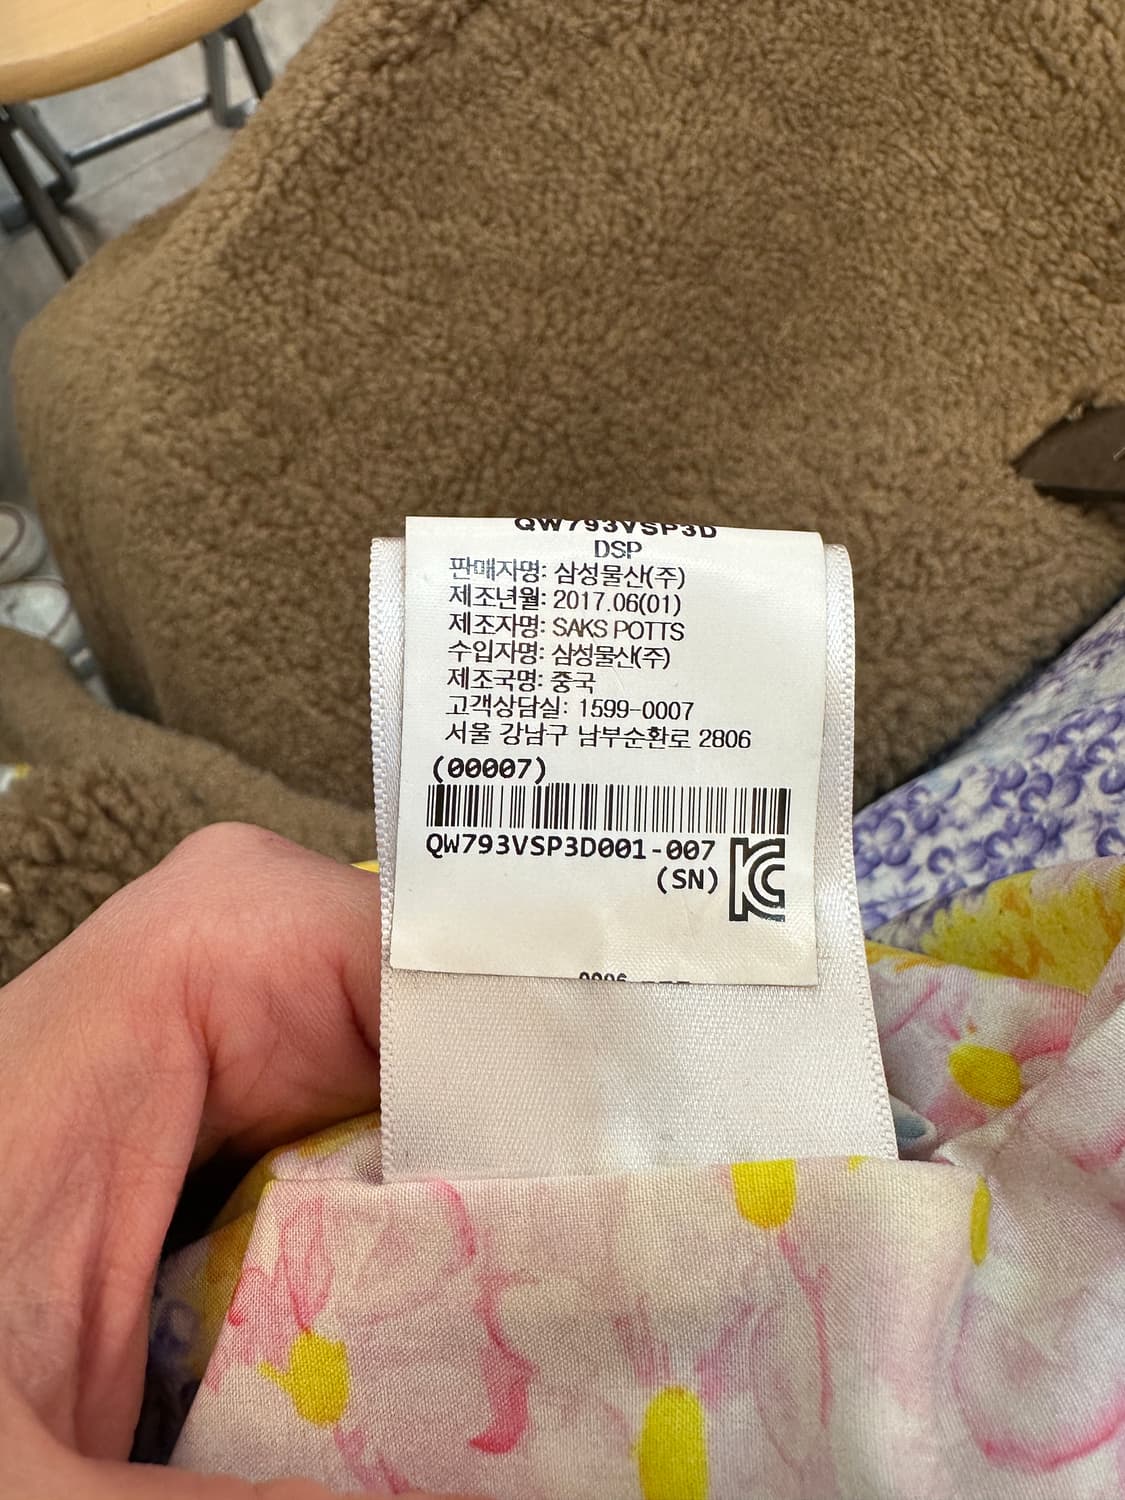 QW793VSP3D
DSP
판매자명: 삼성물산(주)
제조년월: 2017.06(01)
제조자명: SAKS POTTS
수입자명: 삼성물산(주)
제조국명: 중국
고객상담실: 1599-0007
서울 강남구 남부순환로 2806
(00007)
QW793VSP3D001-007
(SN)
KC